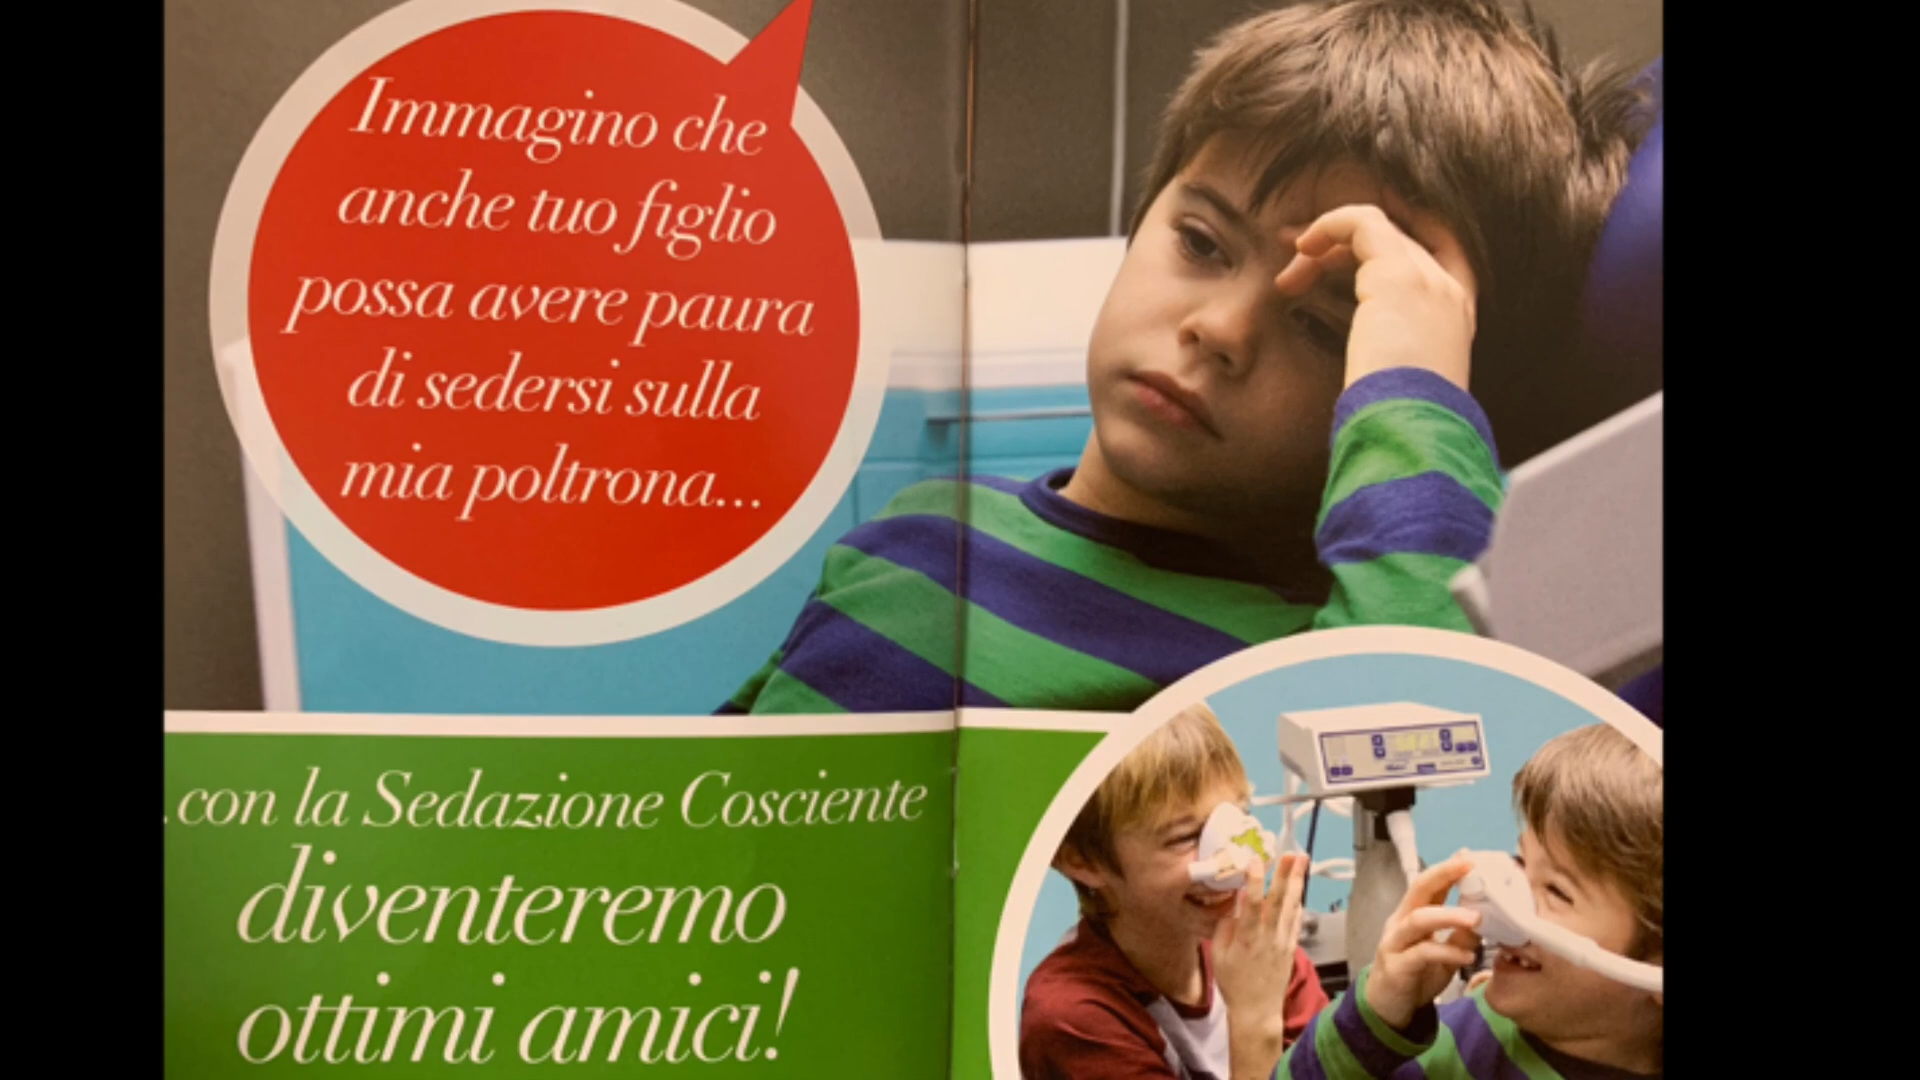 Immagino che
anche tuo figlio
possa avere paura
di sedersi sulla
mia poltrona...
.con la Sedazione Cosciente
diventeremo
ottimi amici!